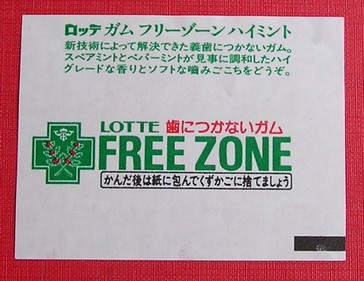 ロッテ ガム フリーゾーン ハイミント
新技術によって解決できた義歯につかないガム。
スペアミントとペパーミントが見事に調和したハイ
グレードな香りとソフトな噛みごこちをどうぞ。
LOTTE 歯につかないガム
FREE ZONE
かんだ後は紙に包んでくずかごに捨てましょう